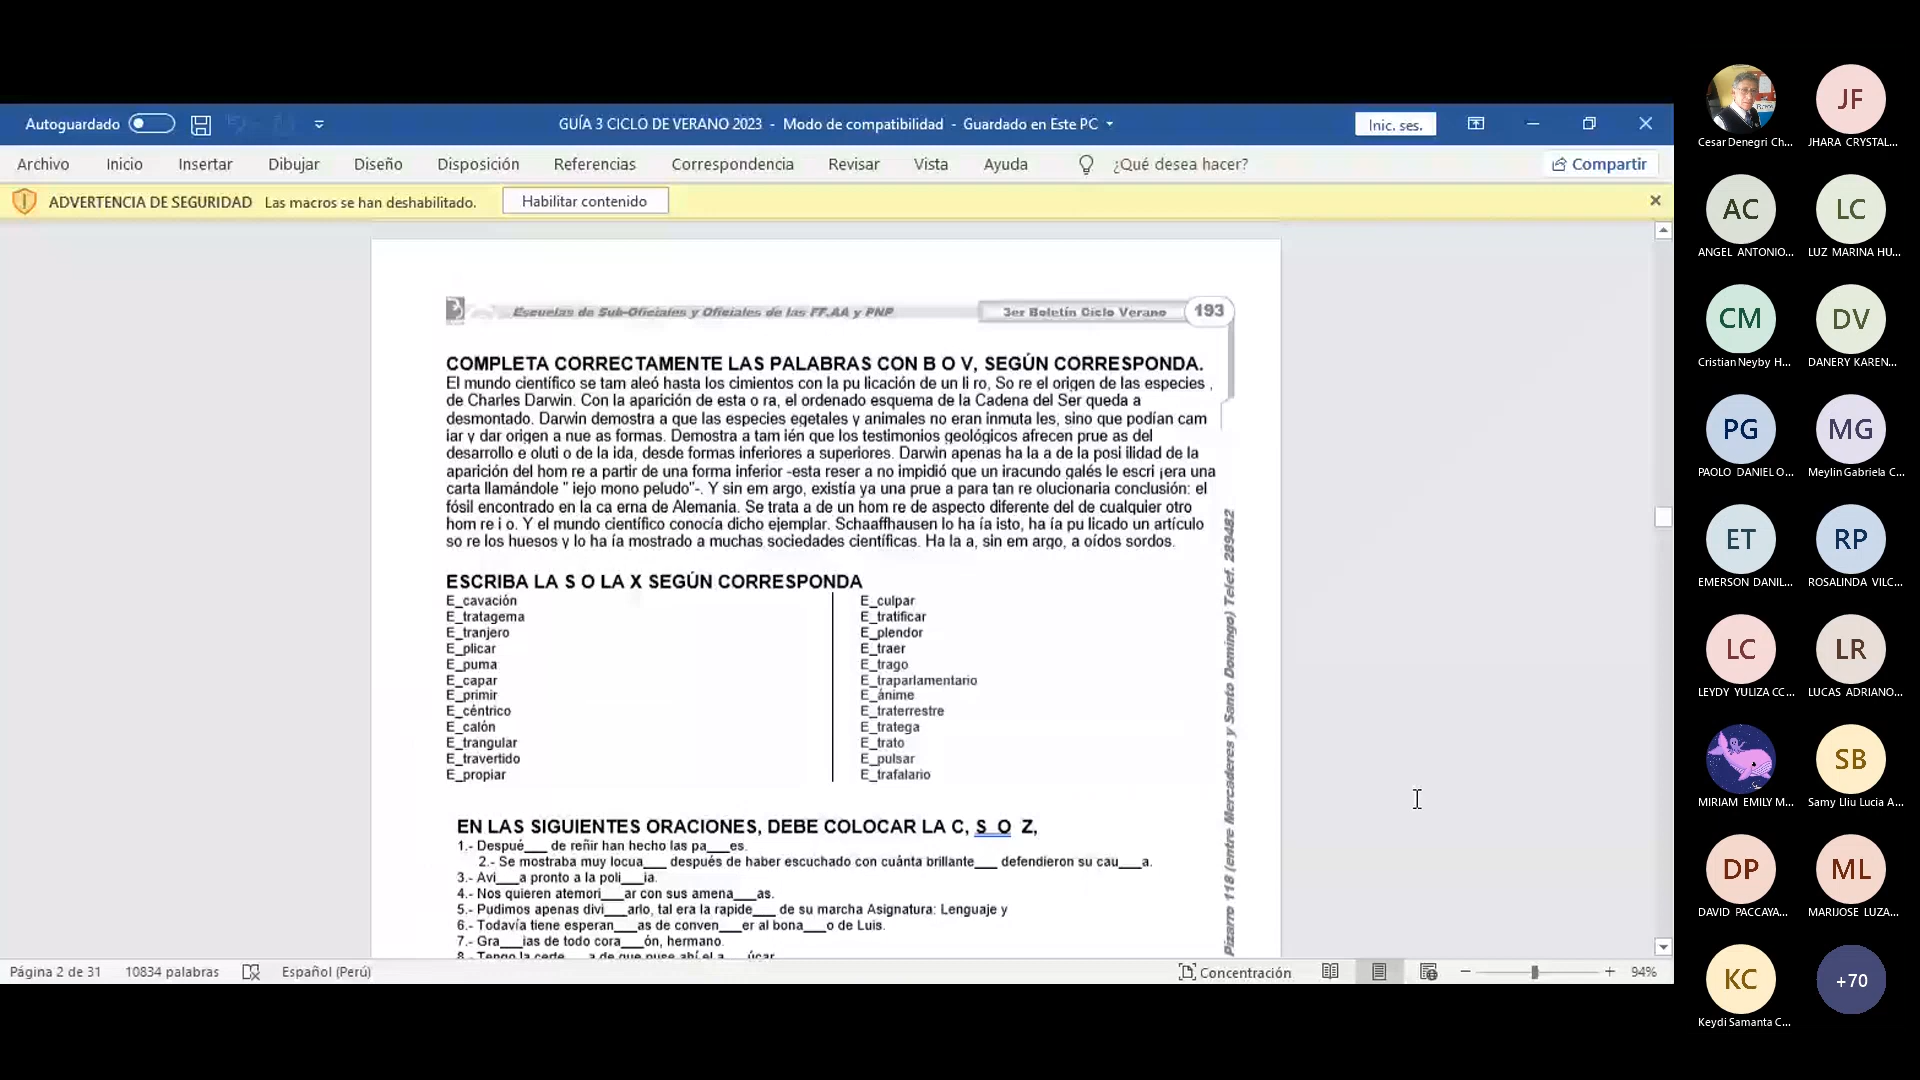 Autoguardado
GUÍA 3 CICLO DE VERANO 2023 - Modo de compatibilidad - Guardado en Este PC
Inic. ses.
Archivo Inicio Insertar Dibujar Diseño Disposición Referencias Correspondencia Revisar Vista Ayuda ¿Qué desea hacer? Compartir
ADVERTENCIA DE SEGURIDAD Las macros se han deshabilitado. Habilitar contenido
Escuelas de Sub-Oficiales y Oficiales de las FF.AA y PNP 3er Boletín Ciclo Verano 193
COMPLETA CORRECTAMENTE LAS PALABRAS CON B O V, SEGÚN CORRESPONDA.
El mundo científico se tam aleó hasta los cimientos con la pu licación de un li ro, So re el origen de las especies ,
de Charles Darwin. Con la aparición de esta o ra, el ordenado esquema de la Cadena del Ser queda a
desmontado. Darwin demostra a que las especies egetales y animales no eran inmuta les, sino que podían cam
iar y dar origen a nue as formas. Demostra a tam ién que los testimonios geológicos afrecen prue as del
desarrollo e oluti o de la ida, desde formas inferiores a superiores. Darwin apenas ha la a de la posi ilidad de la
aparición del hom re a partir de una forma inferior -esta reser a no impidió que un iracundo galés le escri ¡era una
carta llamándole " iejo mono peludo"-. Y sin em argo, existía ya una prue a para tan re olucionaria conclusión: el
fósil encontrado en la ca erna de Alemania. Se trata a de un hom re de aspecto diferente del de cualquier otro
hom re i o. Y el mundo científico conocía dicho ejemplar. Schaaffhausen lo ha ía isto, ha ía pu licado un artículo
so re los huesos y lo ha ía mostrado a muchas sociedades científicas. Ha la a, sin em argo, a oídos sordos.
ESCRIBA LA S O LA X SEGÚN CORRESPONDA
E_cavación
E_tratagema
E_tranjero
E_plicar
E_puma
E_capar
E_primir
E_céntrico
E_calón
E_trangular
E_travertido
E_propiar
E_culpar
E_tratificar
E_plendor
E_traer
E_trago
E_traparlamentario
E_ánime
E_traterrestre
E_tratega
E_trato
E_pulsar
E_trafalario
EN LAS SIGUIENTES ORACIONES, DEBE COLOCAR LA C, S O Z,
1.- Despué___ de reñir han hecho las pa___es.
2.- Se mostraba muy locua___ después de haber escuchado con cuánta brillante___ defendieron su cau___a.
3.- Avi___a pronto a la poli___ia.
4.- Nos quieren atemori___ar con sus amena___as.
5.- Pudimos apenas divi___arlo, tal era la rapide___ de su marcha Asignatura: Lenguaje y
6.- Todavía tiene esperan___as de conven___er al bona___o de Luis.
7.- Gra___ias de todo cora___ón, hermano.
8.- Tengo la certe___a de que puse ahí el a___úcar
Pizarro 118 (entre Mercaderes y Santo Domingo) Telef. 289482
Página 2 de 31 10834 palabras Español (Perú) Concentración 94%
Cesar Denegri Ch...
JF
JHARA CRYSTAL...
AC
ANGEL ANTONIO...
LC
LUZ MARINA HU...
CM
Cristian Neyby H...
DV
DANERY KAREN...
PG
PAOLO DANIEL O...
MG
Meylin Gabriela C...
ET
EMERSON DANIL...
RP
ROSALINDA VILC...
LC
LEYDY YULIZA CC...
LR
LUCAS ADRIANO...
MIRIAM EMILY M...
SB
Samy Lliu Lucia A...
DP
DAVID PACCAYA...
ML
MARIJOSE LUZA...
KC
Keydi Samanta C...
+70